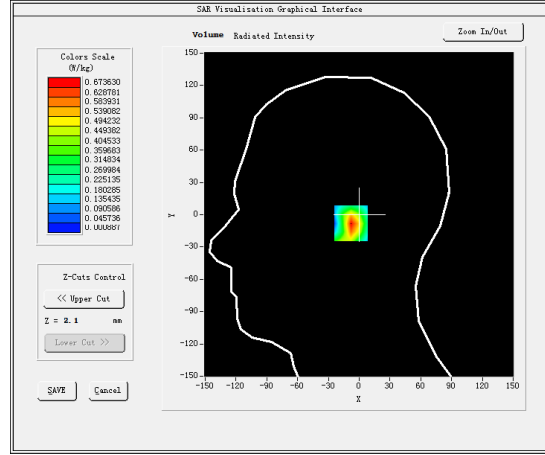 SAR Visualisation Graphical Interface
Volume Radiated Intensity
Zoom In/Out
Colors Scale
(W/kg)
0.673630
0.628781
0.583931
0.539082
0.494232
0.449382
0.404533
0.359683
0.314834
0.269984
0.225135
0.180285
0.135435
0.090586
0.045736
0.000887
150
120
90
60
30
0
-30
-60
-90
-120
-150
Y
-150 -120 -90 -60 -30 0 30 60 90 120 150
X
Z-Cuts Control
<< Upper Cut
Z = 2.1 mm
Lower Cut >>
SAVE Cancel